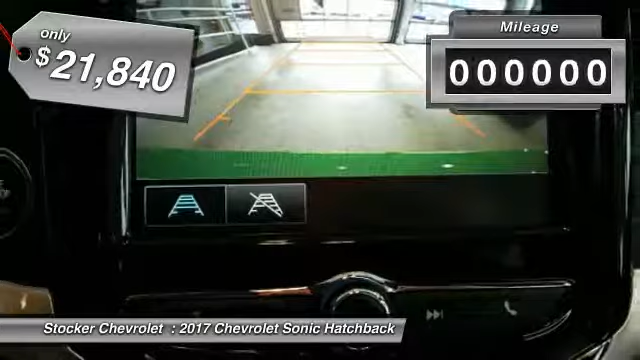 only
$21,840
Mileage
000000
Stocker Chevrolet : 2017 Chevrolet Sonic Hatchback